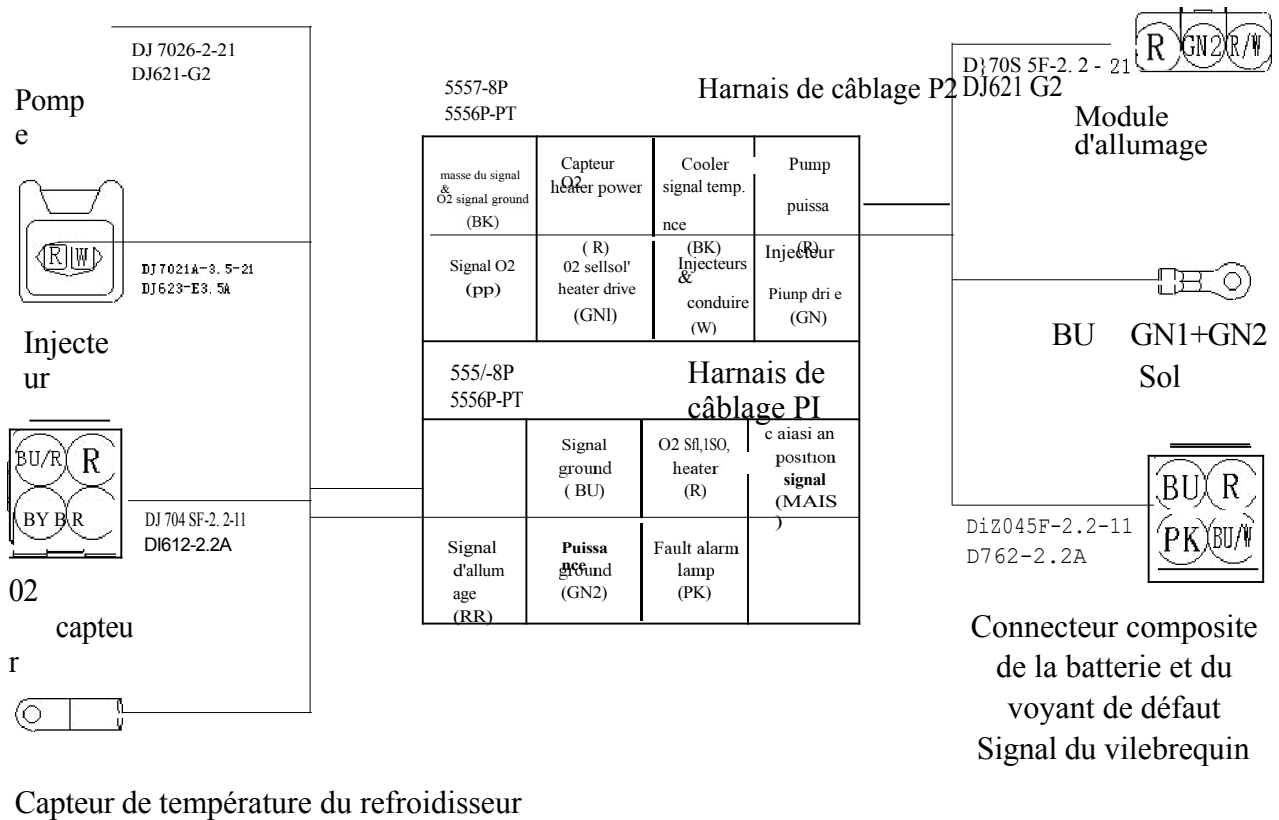 DJ 7026-2-21
DJ621-G2
Pomp
e
R W
DJ7021A-3.5-21
DJ623-E3.5A
Injecte
ur
BU/R R
BY B R
DJ 704 SF-2. 2-11
DI612-2.2A
02
capteu
r
Capteur de température du refroidisseur
5557-8P
5556P-PT
Harnais de câblage P2
masse du signal
&
O2 signal ground
(BK)
Capteur
O2
heater power
( R)
Cooler
signal temp.
nce
(BK)
Pump
puissa
(R)
Signal O2
(pp)
02 sellsol'
heater drive
(GNl)
Injecteurs
&
conduire
(W)
Injecteur
Piunp dri e
(GN)
555/-8P
5556P-PT
Harnais de
câblage PI
Signal
ground
( BU)
O2 Sfl,1SO,
heater
(R)
c aiasi an
position
signal
(MAIS
)
Signal
d'allum
age
(RR)
Puissa
nce
ground
(GN2)
Fault alarm
lamp
(PK)
R GN2 R/W
D}70S 5F-2. 2 - 21
DJ621 G2
Module
d'allumage
BU GN1+GN2
Sol
BU R
PK BU/W
DiZ045F-2.2-11
D762-2.2A
Connecteur composite
de la batterie et du
voyant de défaut
Signal du vilebrequin